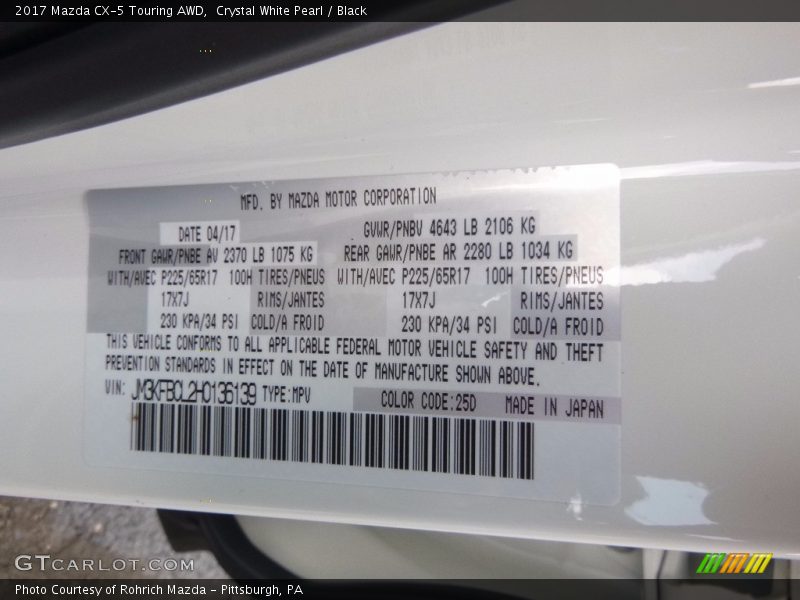 2017 Mazda CX-5 Touring AWD,  Crystal White Pearl / Black
MFD. BY MAZDA MOTOR CORPORATION
DATE 04/17 GVWR/PNBV 4643 LB 2106 KG
FRONT GAWR/PNBE AV 2370 LB 1075 KG REAR GAWR/PNBE AR 2280 LB 1034 KG
WITH/AVEC P225/65R17 100H TIRES/PNEUS WITH/AVEC P225/65R17 100H TIRES/PNEUS
17X7J RIMS/JANTES 17X7J RIMS/JANTES
230 KPA/34 PSI COLD/A FROID 230 KPA/34 PSI COLD/A FROID
THIS VEHICLE CONFORMS TO ALL APPLICABLE FEDERAL MOTOR VEHICLE SAFETY AND THEFT
PREVENTION STANDARDS IN EFFECT ON THE DATE OF MANUFACTURE SHOWN ABOVE.
VIN: JM3KFBCL2H0136139 TYPE:MPV COLOR CODE:25D MADE IN JAPAN
GTCARLOT.COM
Photo Courtesy of Rohrich Mazda - Pittsburgh, PA